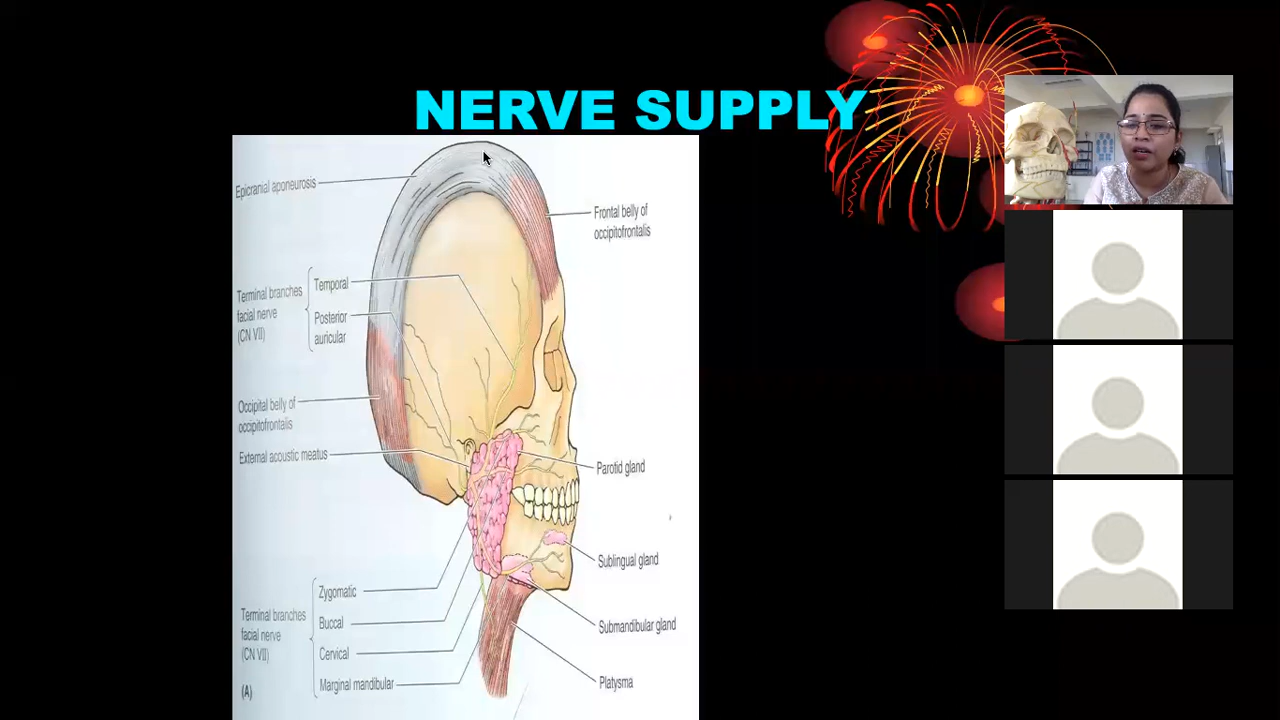 NERVE SUPPLY
Epicranial aponeurosis
Frontal belly of
occipitofrontalis
Terminal branches
facial nerve
(CN VII)
Temporal
Posterior
auricular
Occipital belly of
occipitofrontalis
External acoustic meatus
Parotid gland
Sublingual gland
Submandibular gland
Platysma
Terminal branches
facial nerve
(CN VII)
Zygomatic
Buccal
Cervical
Marginal mandibular
(A)